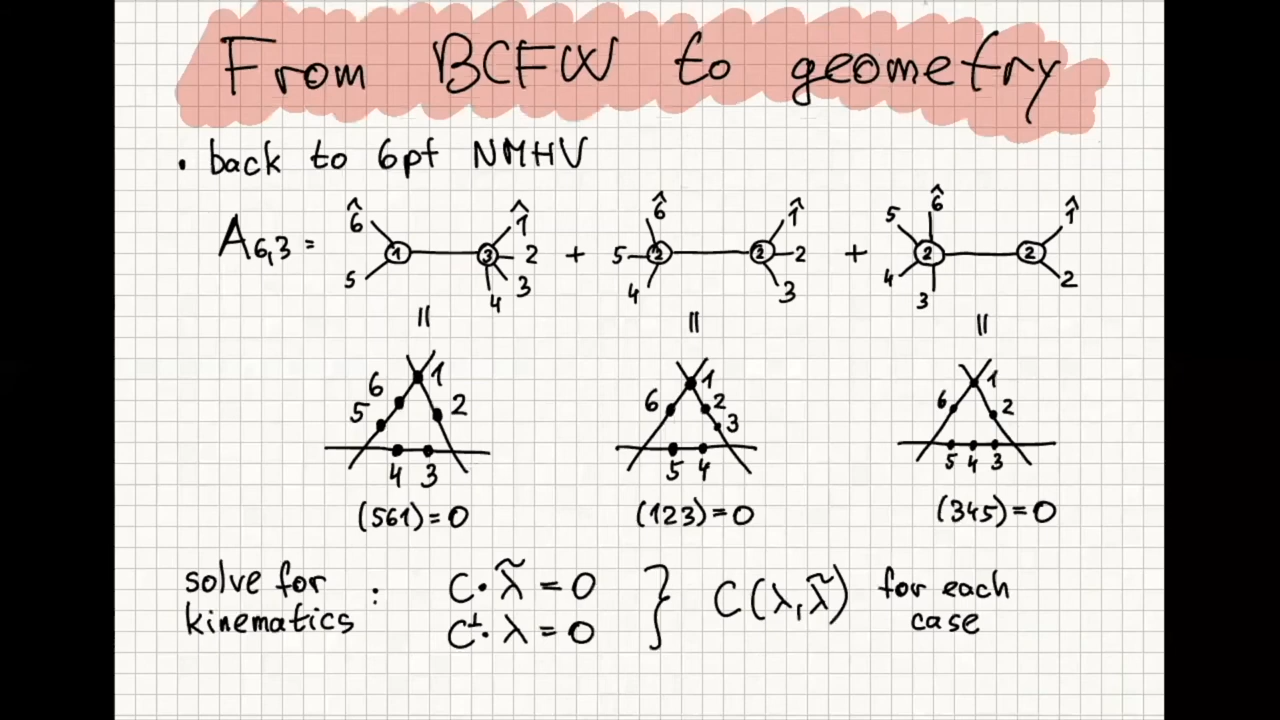 From BCFW to geometry
• back to 6pt NMHV
6̂ 1̂ 6̂ 1̂ 5 6̂ 1̂
A6,3 = 1 3 2 + 5 2 2 2 + 2 2
5 4 3 4 3 4 3 2
= = =
1 1 1
6 5 2 6 2 3 6 2
4 3 5 4 5 4 3
(561)=0 (123)=0 (345)=0
solve for kinematics : C·λ̃ = 0 } C(λ,λ̃) for each case
C⊥·λ = 0